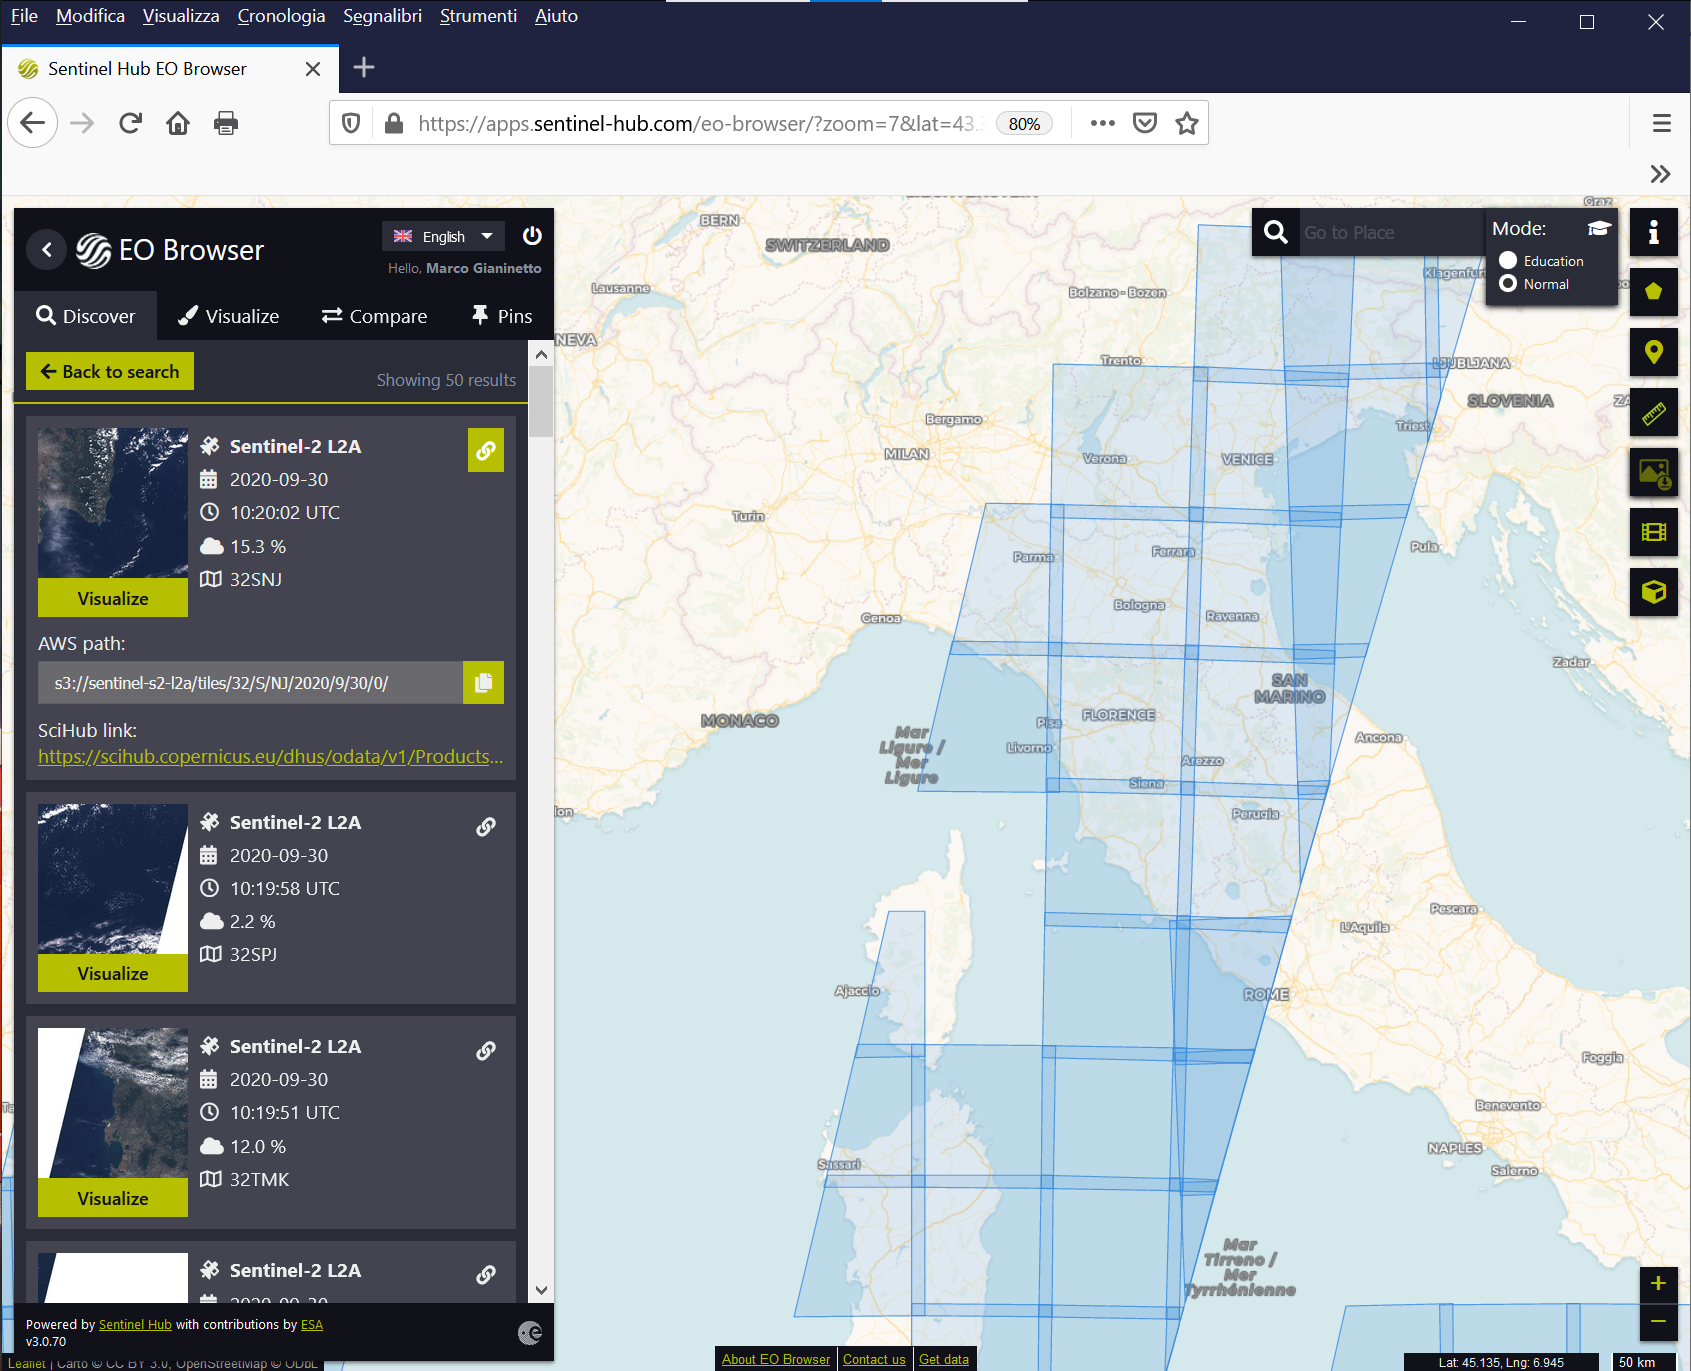 File Modifica Visualizza Cronologia Segnalibri Strumenti Aiuto
Sentinel Hub EO Browser
https://apps.sentinel-hub.com/eo-browser/?zoom=7&lat=43. 80%
EO Browser
English
Hello, Marco Gianinetto
Discover Visualize Compare Pins
Back to search
Showing 50 results
Sentinel-2 L2A
2020-09-30
10:20:02 UTC
15.3 %
32SNJ
Visualize
AWS path:
s3://sentinel-s2-l2a/tiles/32/S/NJ/2020/9/30/0/
SciHub link:
https://scihub.copernicus.eu/dhus/odata/v1/Products...
Sentinel-2 L2A
2020-09-30
10:19:58 UTC
2.2 %
32SPJ
Visualize
Sentinel-2 L2A
2020-09-30
10:19:51 UTC
12.0 %
32TMK
Visualize
Sentinel-2 L2A
2020-09-30
Powered by Sentinel Hub with contributions by ESA
v3.0.70
Leaflet | Carto © CC BY 3.0, OpenStreetMap © ODbL
Go to Place
Mode:
Education
Normal
BERN
SWITZERLAND
Lausanne
NEVA
Bolzano - Bozen
Graz
Klagenfurt
Trento
LJUBLJANA
SLOVENIA
ZA
Bergamo
MILAN
Verona
VENICE
Triest
Turin
Parma
Ferrara
Pula
Bologna
Genoa
Ravenna
Zadar
SAN
MARINO
MONACO
Pisa
FLORENCE
Mar
Ligure /
Mer
Ligure
Livorno
Ancona
Arezzo
Siena
Perugia
lon
Pescara
L'Aquila
Ajaccio
ROME
Foggia
Benevento
NAPLES
Salerno
Sassari
Mar
Tirreno /
Mer
Tyrrhénienne
+
−
About EO Browser Contact us Get data
Lat: 45.135, Lng: 6.945
50 km